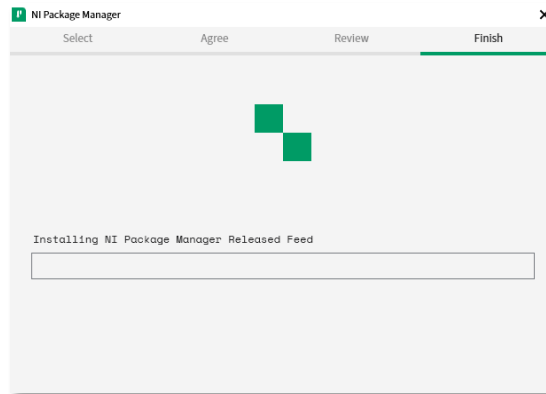 NI Package Manager
Select Agree Review Finish
Installing NI Package Manager Released Feed